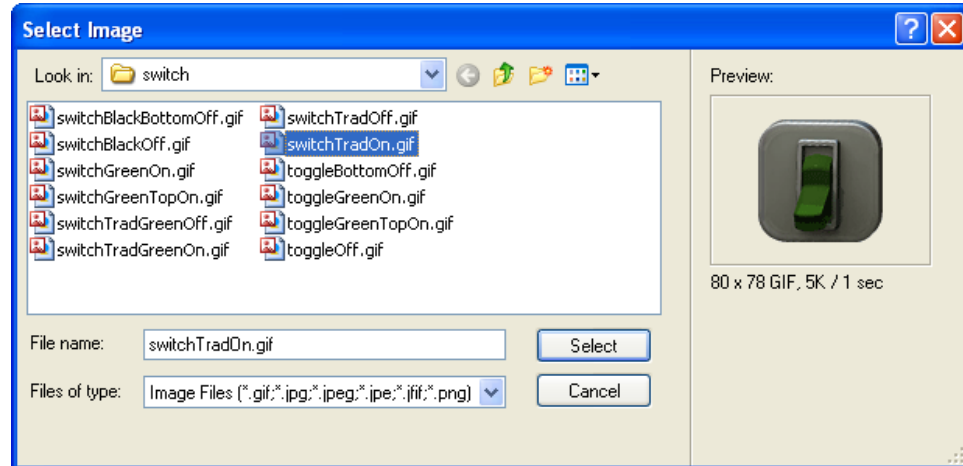 Select Image
Look in: switch
Preview:
switchBlackBottomOff.gif
switchBlackOff.gif
switchGreenOn.gif
switchGreenTopOn.gif
switchTradGreenOff.gif
switchTradGreenOn.gif
switchTradOff.gif
switchTradOn.gif
toggleBottomOff.gif
toggleGreenOn.gif
toggleGreenTopOn.gif
toggleOff.gif
80 x 78 GIF, 5K / 1 sec
File name: switchTradOn.gif Select
Files of type: Image Files (*.gif;*.jpg;*.jpeg;*.jpe;*.jfif;*.png) Cancel